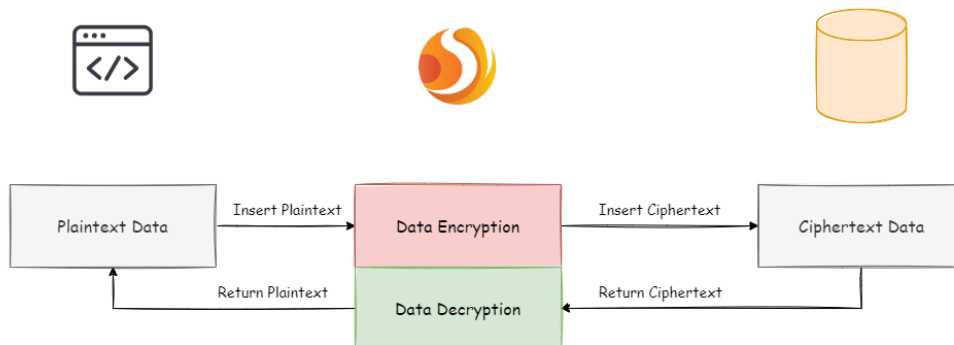 Insert Plaintext
Insert Ciphertext
Plaintext Data
Data Encryption
Ciphertext Data
Return Plaintext
Return Ciphertext
Data Decryption